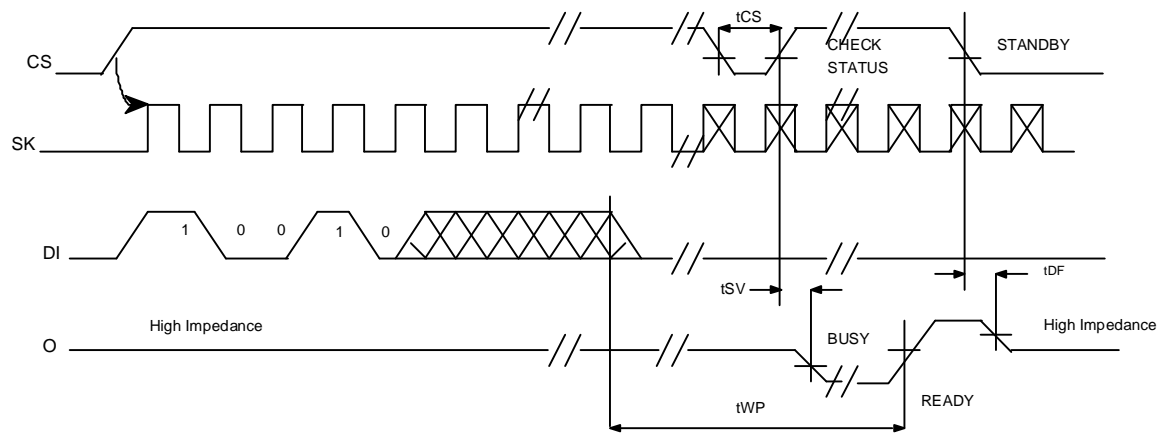 tCS
CS
CHECK
STATUS
STANDBY
SK
1 0 0 1 0
DI
tSV
tDF
High Impedance
O
BUSY
High Impedance
tWP
READY